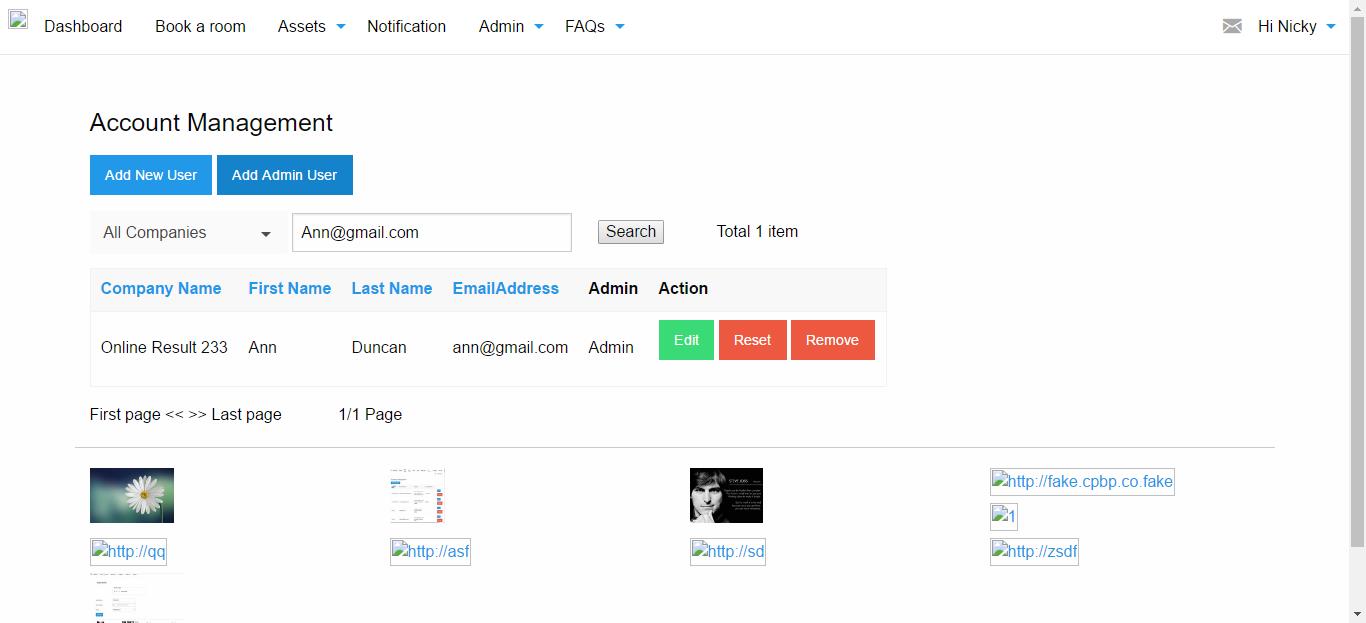 Dashboard Book a room Assets Notification Admin FAQs Hi Nicky
Account Management
Add New User Add Admin User
All Companies Ann@gmail.com Search Total 1 item
Company Name First Name Last Name EmailAddress Admin Action
Online Result 233 Ann Duncan ann@gmail.com Admin Edit Reset Remove
First page << >> Last page 1/1 Page
STEVE JOBS
http://fake.cpbp.co.fake
1
http://qq http://asf http://sd http://zsdf